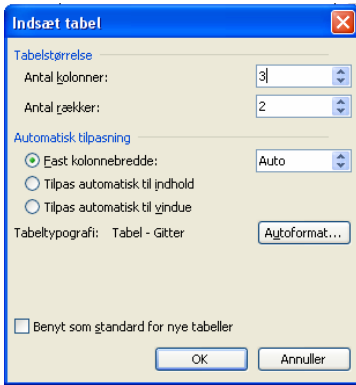 Indsæt tabel
Tabelstørrelse
Antal kolonner: 3
Antal rækker: 2
Automatisk tilpasning
Fast kolonnebredde: Auto
Tilpas automatisk til indhold
Tilpas automatisk til vindue
Tabeltypografi: Tabel - Gitter Autoformat...
Benyt som standard for nye tabeller
OK Annuller